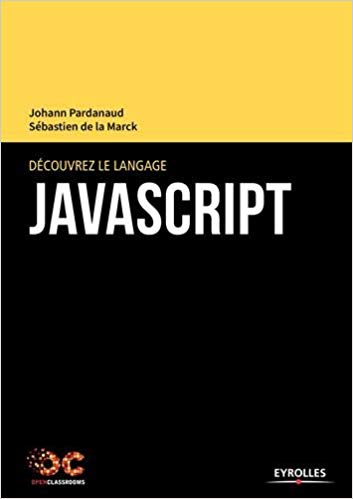 Johann Pardanaud
Sébastien de la Marck
DÉCOUVREZ LE LANGAGE
JAVASCRIPT
OC
OPENCLASSROOMS
EYROLLES